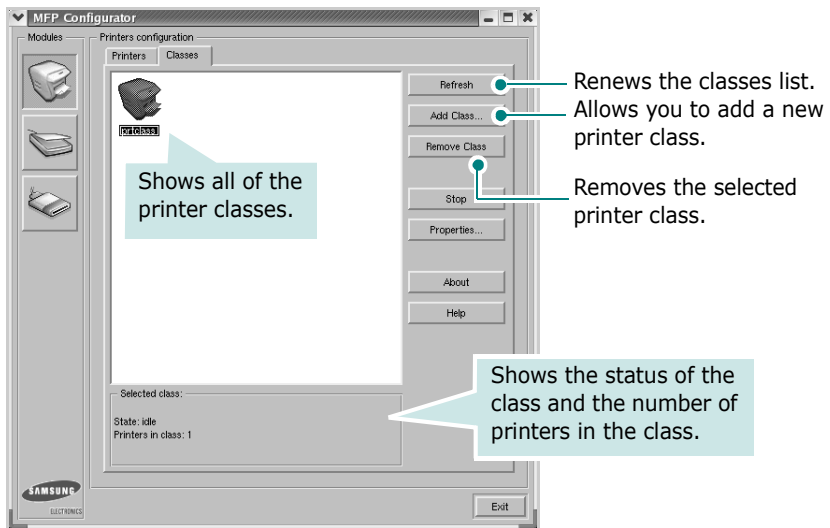 MFP Configurator
Modules
Printers configuration
Printers
Classes
prtclass
Refresh
Add Class...
Remove Class
Stop
Properties...
About
Help
Renews the classes list.
Allows you to add a new
printer class.
Removes the selected
printer class.
Shows all of the
printer classes.
Shows the status of the
class and the number of
printers in the class.
Selected class:
State: idle
Printers in class: 1
SAMSUNG
ELECTRONICS
Exit